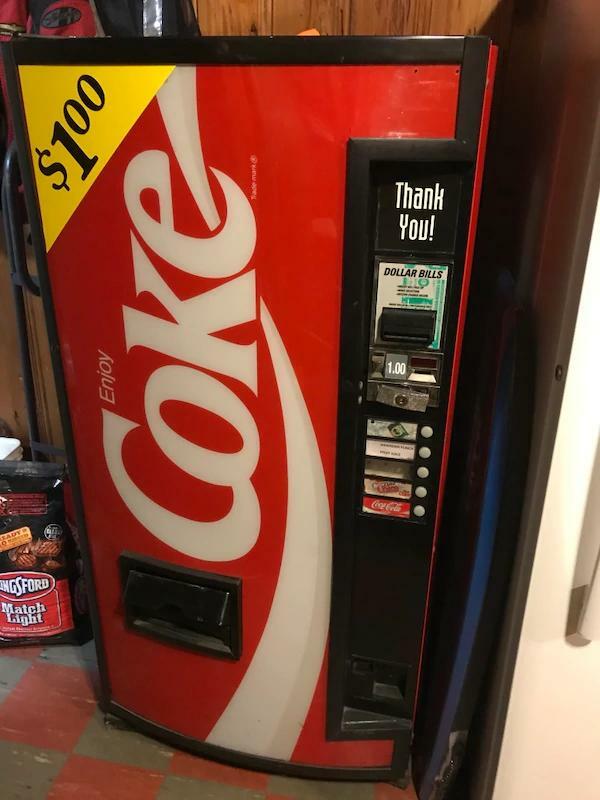 $1.00
Enjoy
Coke
Trade-mark®
Thank
You!
DOLLAR BILLS
1.00
Coca-Cola
KINGSFORD
Match
Light